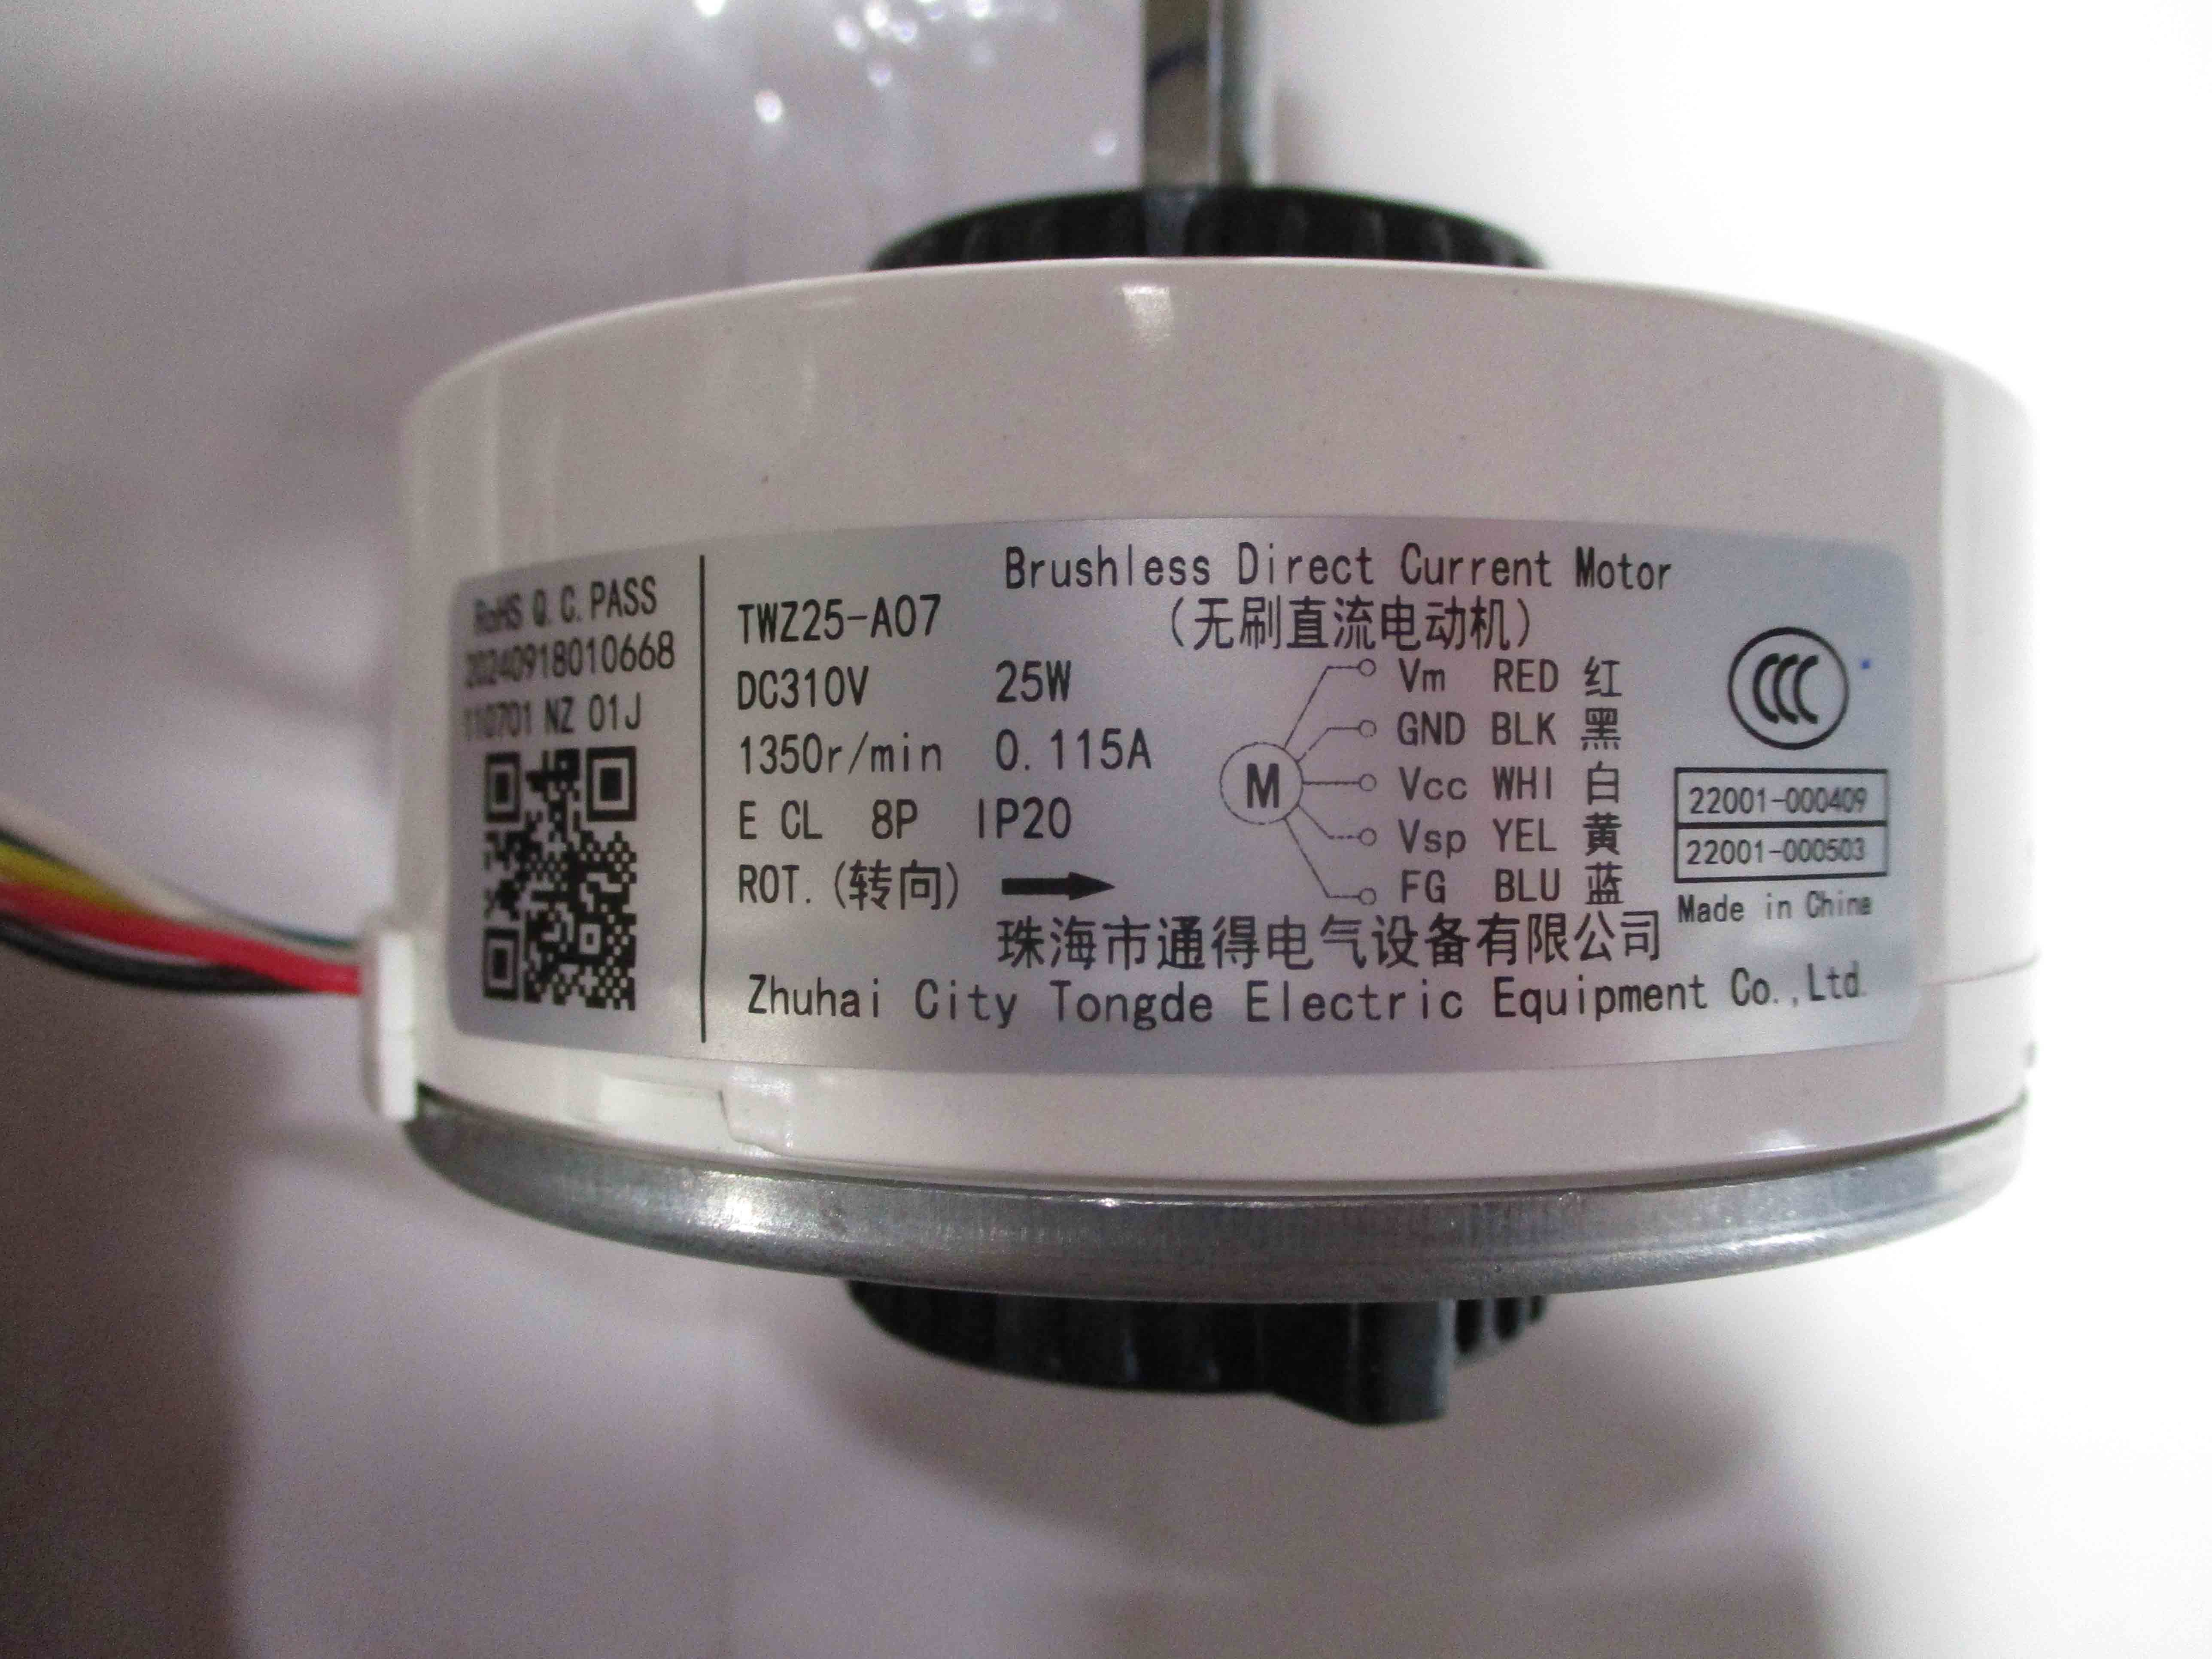 RoHS Q.C.PASS
20240918010668
110701 NZ 01J
Brushless Direct Current Motor
TWZ25-A07
(无刷直流电动机)
DC310V 25W
1350r/min 0.115A
E CL 8P IP20
ROT.(转向)
M
Vm RED 红
GND BLK 黑
Vcc WHI 白
Vsp YEL 黄
FG BLU 蓝
CCC
22001-000409
22001-000503
Made in China
珠海市通得电气设备有限公司
Zhuhai City Tongde Electric Equipment Co.,Ltd.